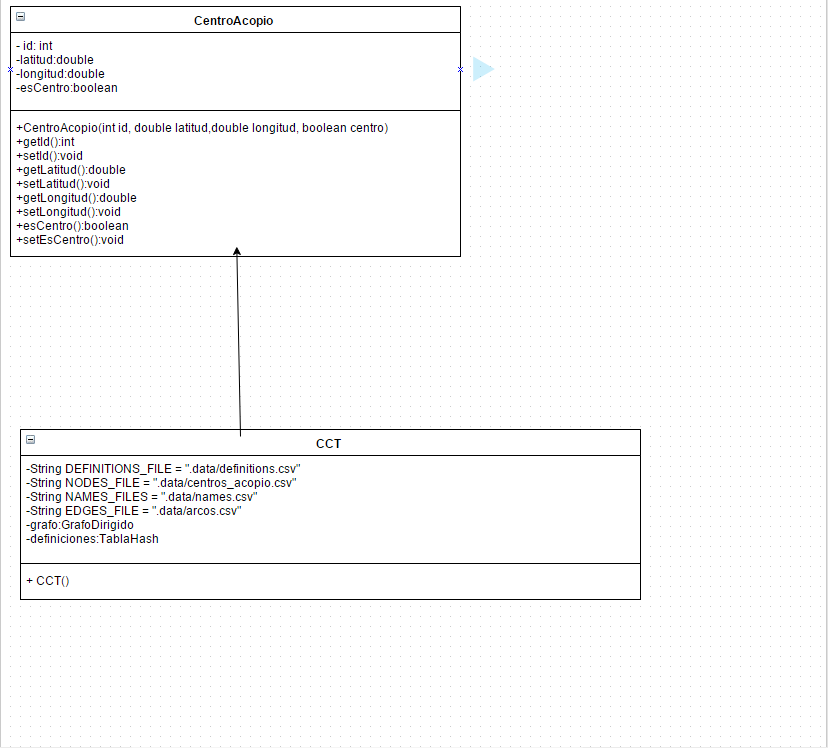 CentroAcopio
- id: int
-latitud:double
-longitud:double
-esCentro:boolean
+CentroAcopio(int id, double latitud,double longitud, boolean centro)
+getId():int
+setId():void
+getLatitud():double
+setLatitud():void
+getLongitud():double
+setLongitud():void
+esCentro():boolean
+setEsCentro():void
CCT
-String DEFINITIONS_FILE = ".data/definitions.csv"
-String NODES_FILE = ".data/centros_acopio.csv"
-String NAMES_FILES = ".data/names.csv"
-String EDGES_FILE = ".data/arcos.csv"
-grafo:GrafoDirigido
-definiciones:TablaHash
+ CCT()